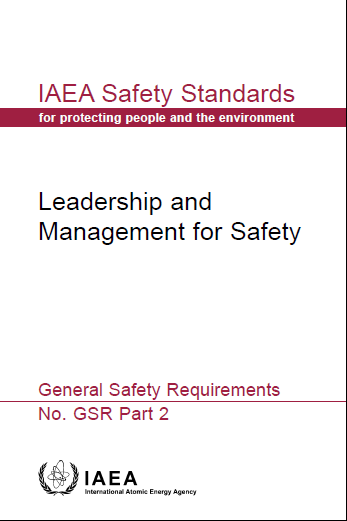 IAEA Safety Standards
for protecting people and the environment
Leadership and
Management for Safety
General Safety Requirements
No. GSR Part 2
IAEA
International Atomic Energy Agency